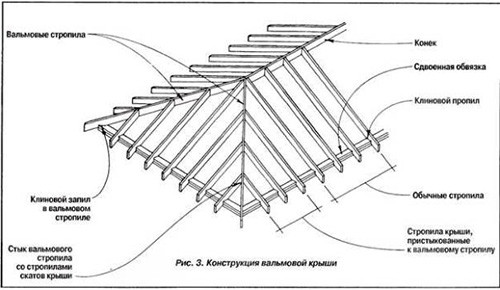 Вальмовые стропила
Конек
Сдвоенная обвязка
Клиновой пропил
Клиновой запил
в вальмовом
стропиле
Обычные стропила
Стропила крыши,
пристыкованные
к вальмовому стропилу
Стык вальмового
стропила
со стропилами
скатов крыши
Рис. 3. Конструкция вальмовой крыши